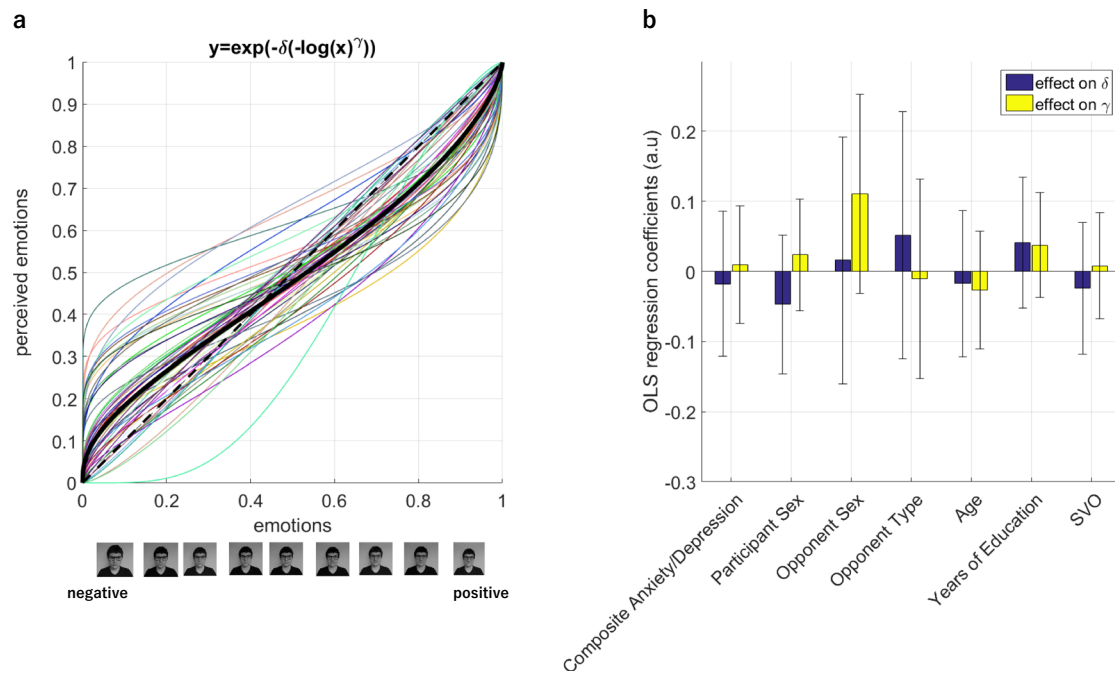 a
y=exp(-δ(-log(x)^γ))
1
0.9
0.8
0.7
0.6
0.5
0.4
0.3
0.2
0.1
0
perceived emotions
0 0.2 0.4 0.6 0.8 1
emotions
negative positive
b
effect on δ
effect on γ
0.2
0.1
0
-0.1
-0.2
-0.3
OLS regression coefficients (a.u)
Composite Anxiety/Depression
Participant Sex
Opponent Sex
Opponent Type
Age
Years of Education
SVO